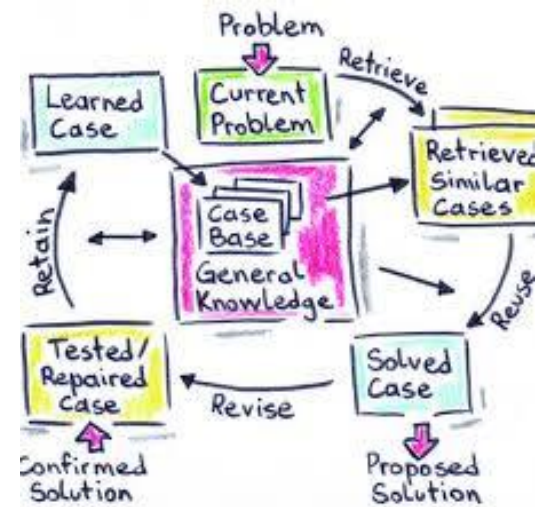 Problem
Retrieve
Learned
Case
Current
Problem
Retrieved
Similar
Cases
Case
Base
General
Knowledge
Retain
Reuse
Tested/
Repaired
Case
Revise
Solved
Case
Confirmed
Solution
Proposed
Solution